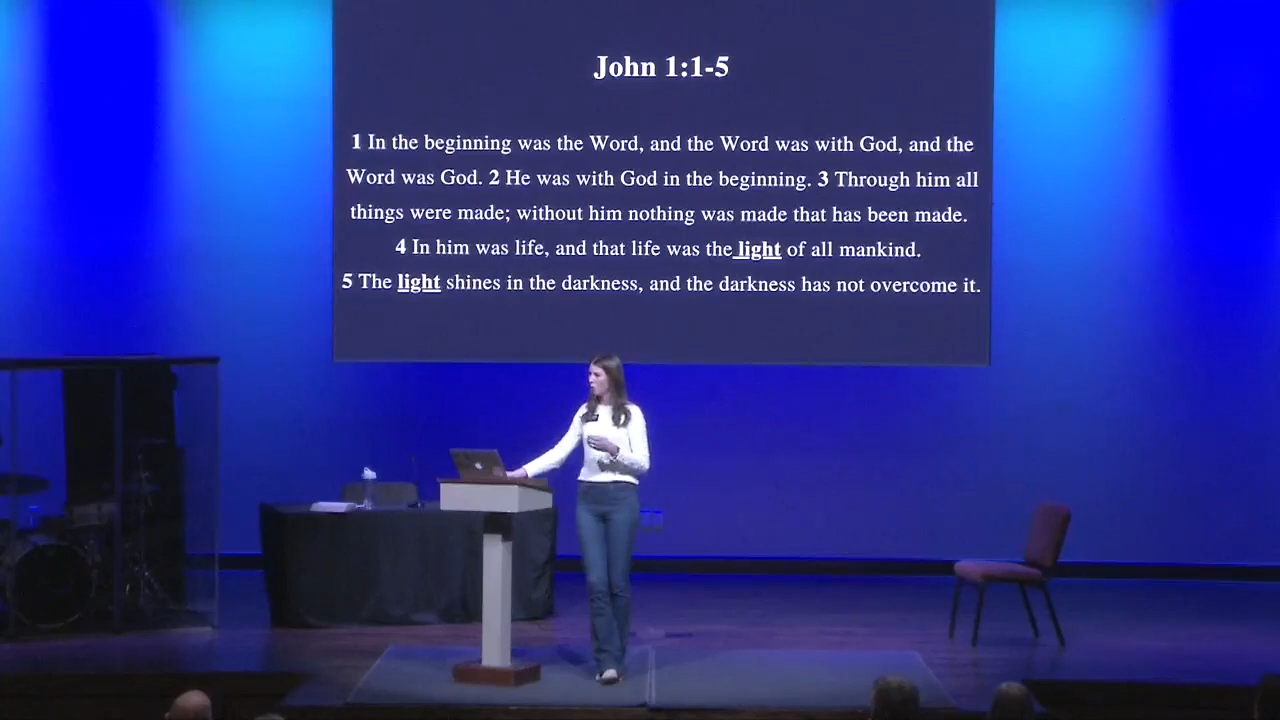 John 1:1-5
1 In the beginning was the Word, and the Word was with God, and the
Word was God. 2 He was with God in the beginning. 3 Through him all
things were made; without him nothing was made that has been made.
4 In him was life, and that life was the light of all mankind.
5 The light shines in the darkness, and the darkness has not overcome it.